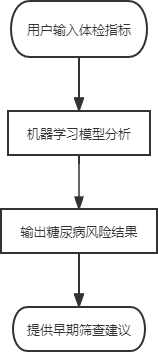 用户输入体检指标
机器学习模型分析
输出糖尿病风险结果
提供早期筛查建议